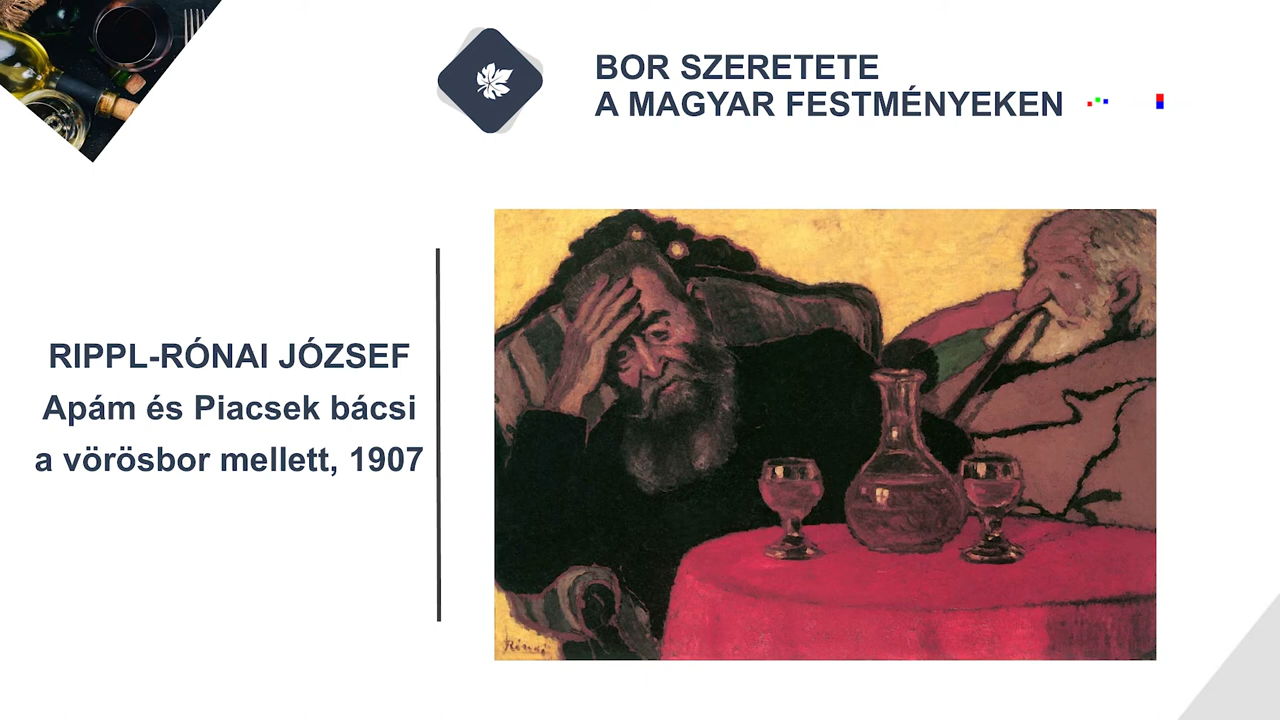 BOR SZERETETE
A MAGYAR FESTMÉNYEKEN
RIPPL-RÓNAI JÓZSEF
Apám és Piacsek bácsi
a vörösbor mellett, 1907
Rónai